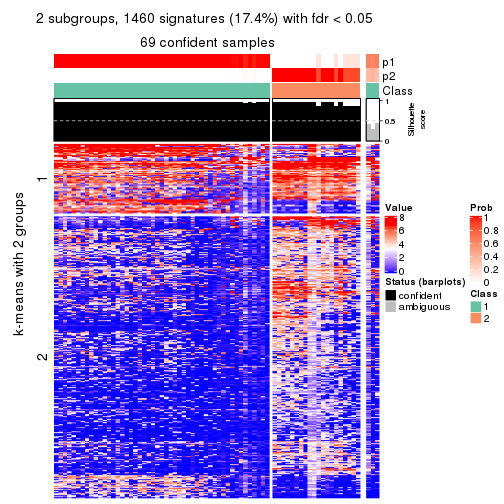 2 subgroups, 1460 signatures (17.4%) with fdr < 0.05
69 confident samples
p1
p2
Class
1
0.5
0
Silhouette
score
k-means with 2 groups
1
2
Value
8
6
4
2
0
Status (barplots)
confident
ambiguous
Prob
1
0.8
0.6
0.4
0.2
0
Class
1
2